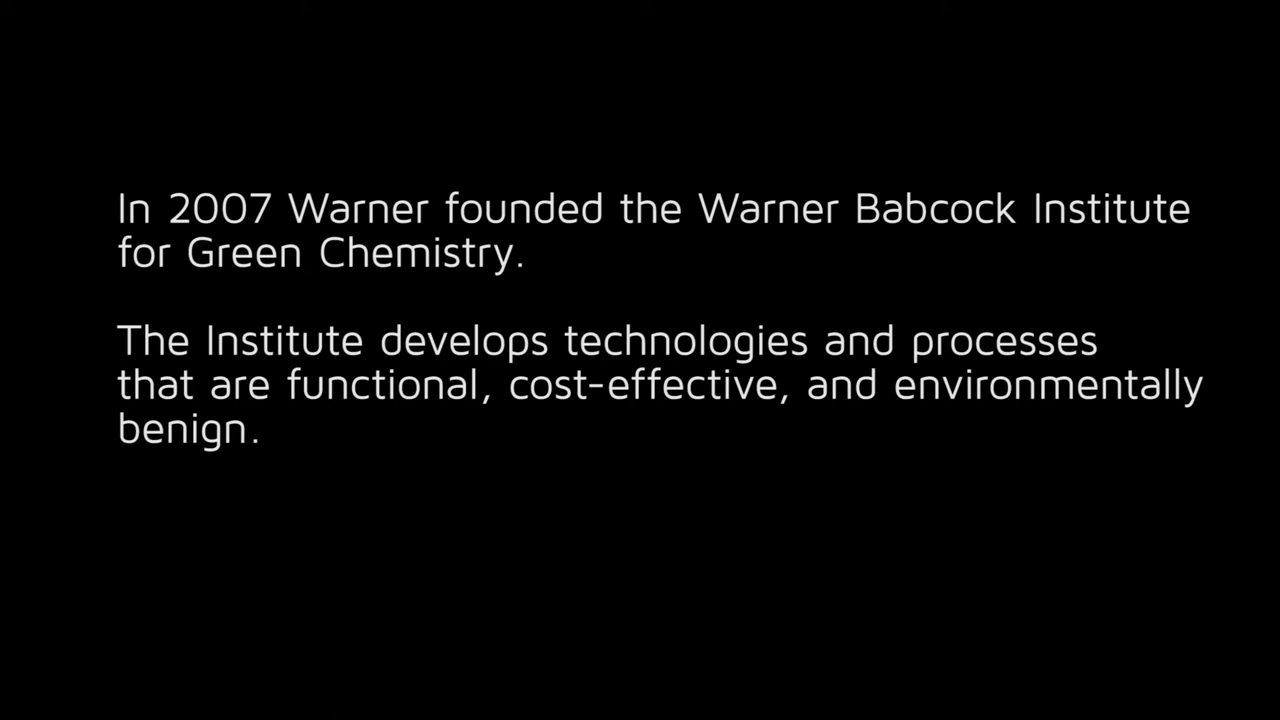 In 2007 Warner founded the Warner Babcock Institute
for Green Chemistry.
The Institute develops technologies and processes
that are functional, cost-effective, and environmentally
benign.